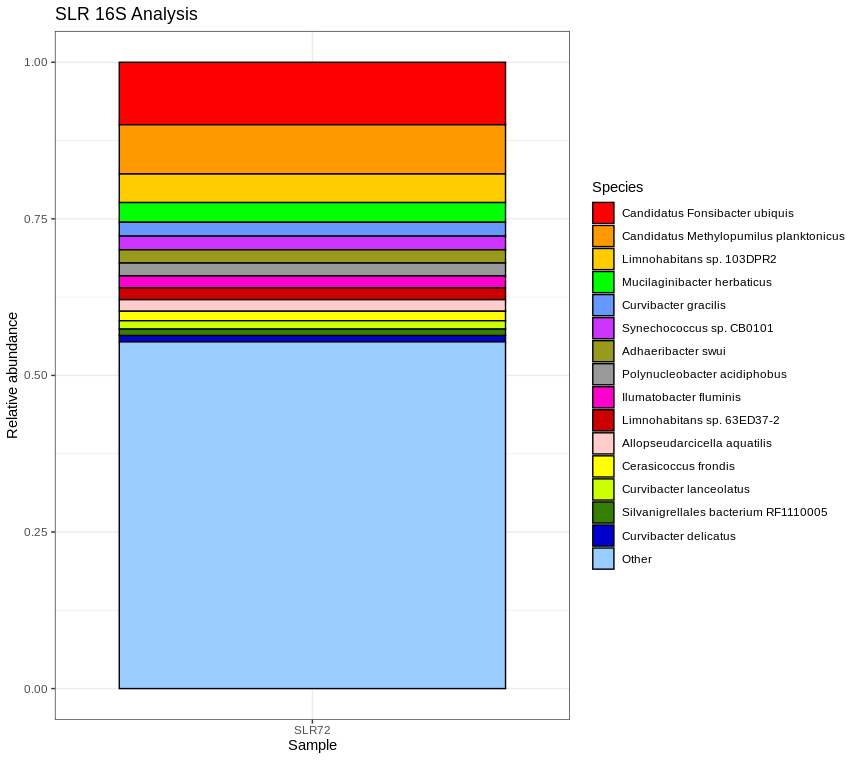 SLR 16S Analysis
1.00
0.75
0.50
0.25
0.00
Relative abundance
SLR72
Sample
Species
Candidatus Fonsibacter ubiquis
Candidatus Methylopumilus planktonicus
Limnohabitans sp. 103DPR2
Mucilaginibacter herbaticus
Curvibacter gracilis
Synechococcus sp. CB0101
Adhaeribacter swui
Polynucleobacter acidiphobus
Ilumatobacter fluminis
Limnohabitans sp. 63ED37-2
Allopseudarcicella aquatilis
Cerasicoccus frondis
Curvibacter lanceolatus
Silvanigrellales bacterium RF1110005
Curvibacter delicatus
Other